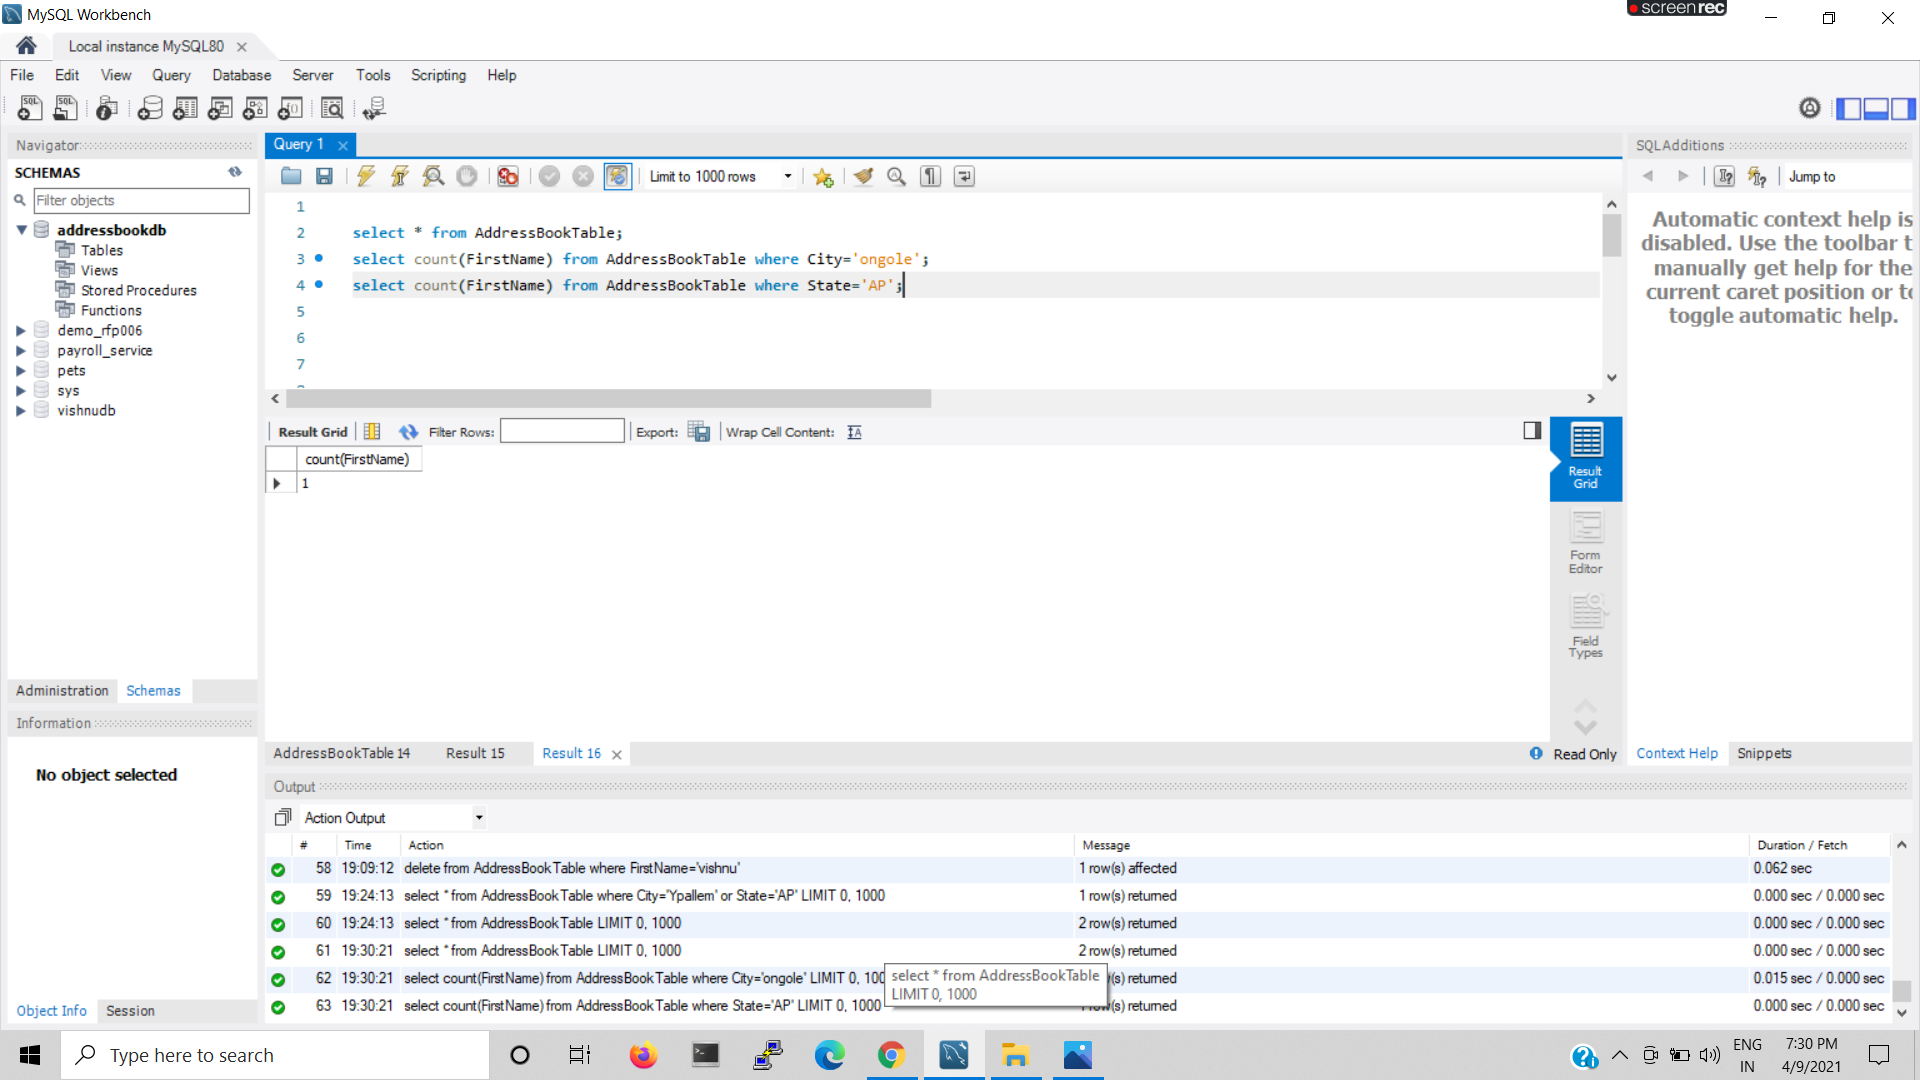 MySQL Workbench
screenrec
Local instance MySQL80
File Edit View Query Database Server Tools Scripting Help
Navigator
SCHEMAS
Filter objects
addressbookdb
Tables
Views
Stored Procedures
Functions
demo_rfp006
payroll_service
pets
sys
vishnudb
Administration Schemas
Information
No object selected
Object Info Session
Query 1
Limit to 1000 rows
1
2 select * from AddressBookTable;
3 select count(FirstName) from AddressBookTable where City='ongole';
4 select count(FirstName) from AddressBookTable where State='AP';
5
6
7
Result Grid Filter Rows: Export: Wrap Cell Content:
count(FirstName)
1
Result Grid
Form Editor
Field Types
AddressBookTable 14 Result 15 Result 16
Read Only
SQLAdditions
Jump to
Automatic context help is
disabled. Use the toolbar t
manually get help for the
current caret position or to
toggle automatic help.
Context Help Snippets
Output
Action Output
# Time Action Message Duration / Fetch
58 19:09:12 delete from AddressBookTable where FirstName='vishnu' 1 row(s) affected 0.062 sec
59 19:24:13 select * from AddressBookTable where City='Ypallem' or State='AP' LIMIT 0, 1000 1 row(s) returned 0.000 sec / 0.000 sec
60 19:24:13 select * from AddressBookTable LIMIT 0, 1000 2 row(s) returned 0.000 sec / 0.000 sec
61 19:30:21 select * from AddressBookTable LIMIT 0, 1000 2 row(s) returned 0.000 sec / 0.000 sec
62 19:30:21 select count(FirstName) from AddressBookTable where City='ongole' LIMIT 0, 100 row(s) returned 0.015 sec / 0.000 sec
63 19:30:21 select count(FirstName) from AddressBookTable where State='AP' LIMIT 0, 1000 1 row(s) returned 0.000 sec / 0.000 sec
select * from AddressBookTable
LIMIT 0, 1000
Type here to search
ENG
IN
7:30 PM
4/9/2021